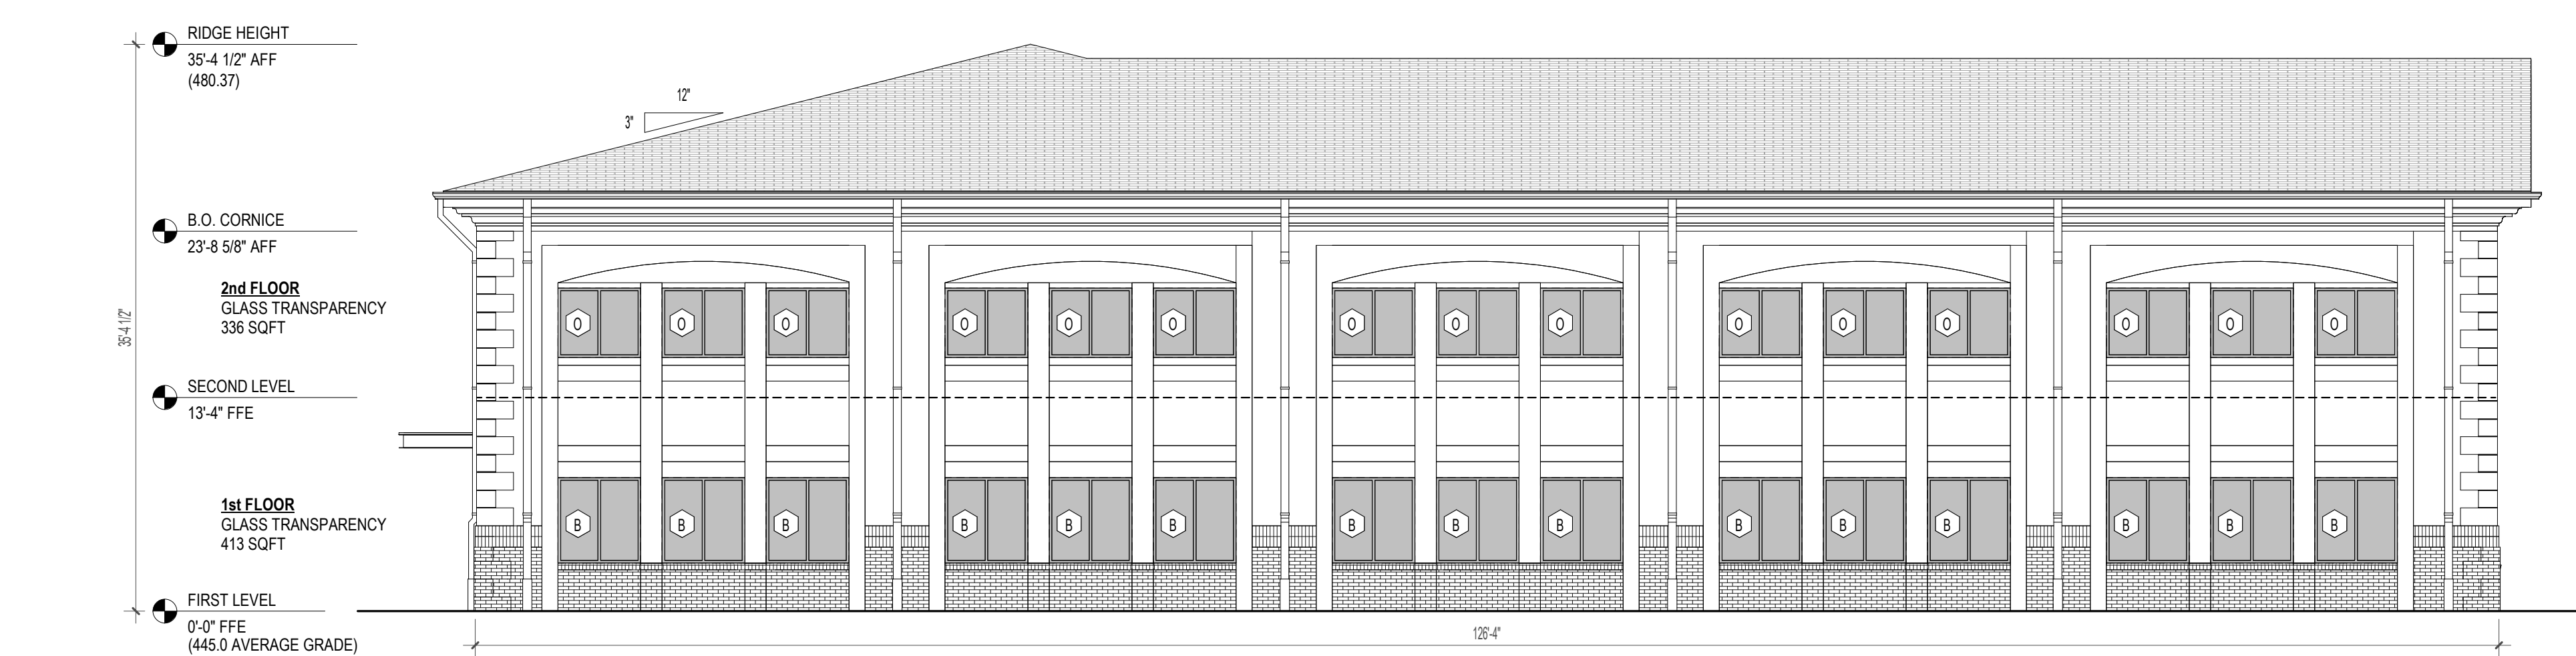 RIDGE HEIGHT
35'-4 1/2" AFF
(480.37)
12"
3"
B.O. CORNICE
23'-8 5/8" AFF
2nd FLOOR
GLASS TRANSPARENCY
336 SQFT
35'-4 1/2"
O O O O O O O O O O O O O O O
SECOND LEVEL
13'-4" FFE
1st FLOOR
GLASS TRANSPARENCY
413 SQFT
B B B B B B B B B B B B B B B
FIRST LEVEL
0'-0" FFE
(445.0 AVERAGE GRADE)
126'-4"